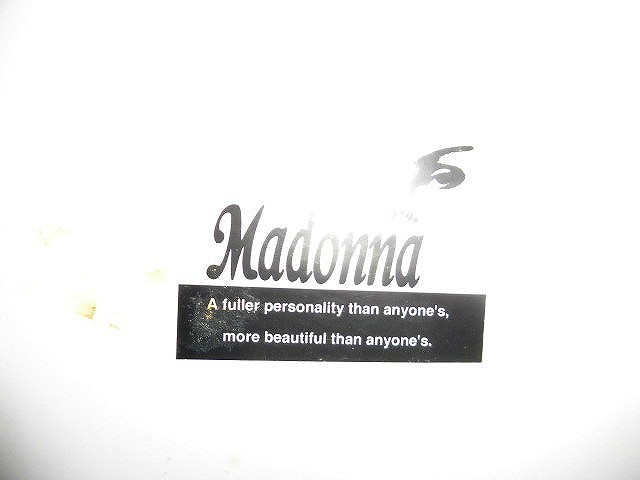 Madonna
A fuller personality than anyone's,
more beautiful than anyone's.